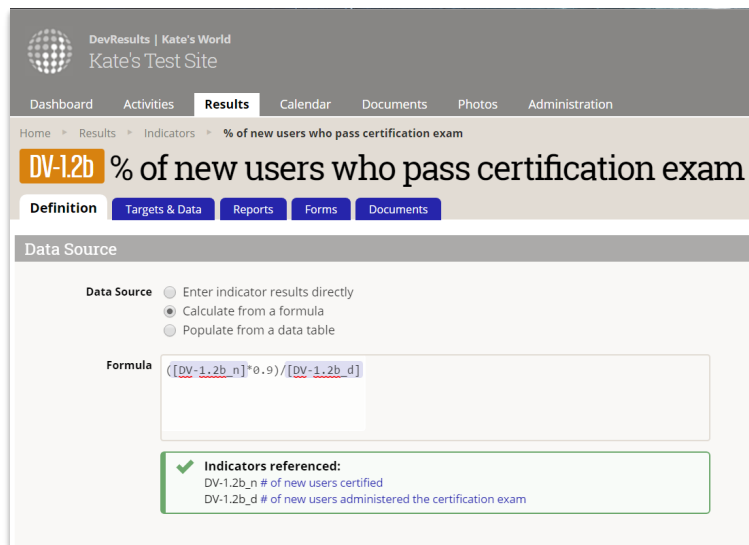 DevResults | Kate's World
Kate's Test Site
Dashboard Activities Results Calendar Documents Photos Administration
Home Results Indicators % of new users who pass certification exam
DV-1.2b % of new users who pass certification exam
Definition Targets & Data Reports Forms Documents
Data Source
Data Source Enter indicator results directly
Calculate from a formula
Populate from a data table
Formula ([DV-1.2b_n]*0.9)/[DV-1.2b_d]
Indicators referenced:
DV-1.2b_n # of new users certified
DV-1.2b_d # of new users administered the certification exam